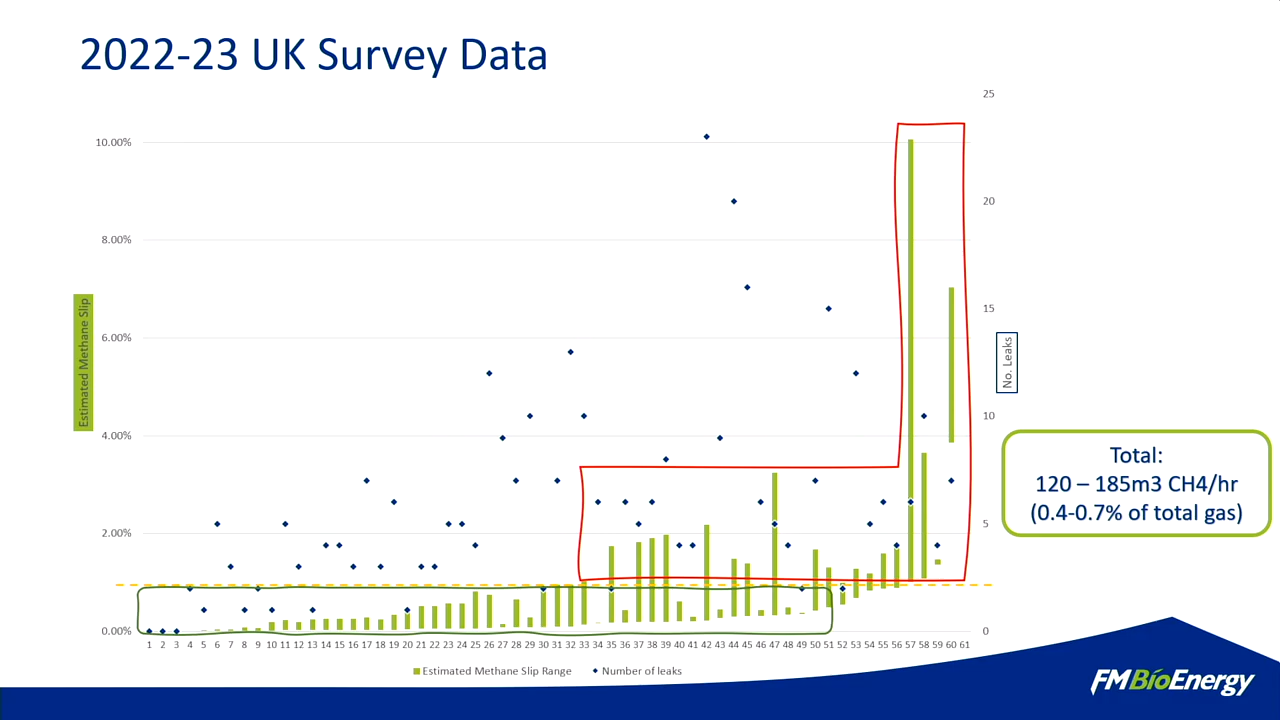 2022-23 UK Survey Data
25
10.00%
20
8.00%
15
6.00%
Estimated Methane Slip
No. Leaks
10
4.00%
Total:
120 – 185m3 CH4/hr
(0.4-0.7% of total gas)
2.00%
5
0.00%
0
1 2 3 4 5 6 7 8 9 10 11 12 13 14 15 16 17 18 19 20 21 22 23 24 25 26 27 28 29 30 31 32 33 34 35 36 37 38 39 40 41 42 43 44 45 46 47 48 49 50 51 52 53 54 55 56 57 58 59 60 61
Estimated Methane Slip Range
Number of leaks
FMBioEnergy